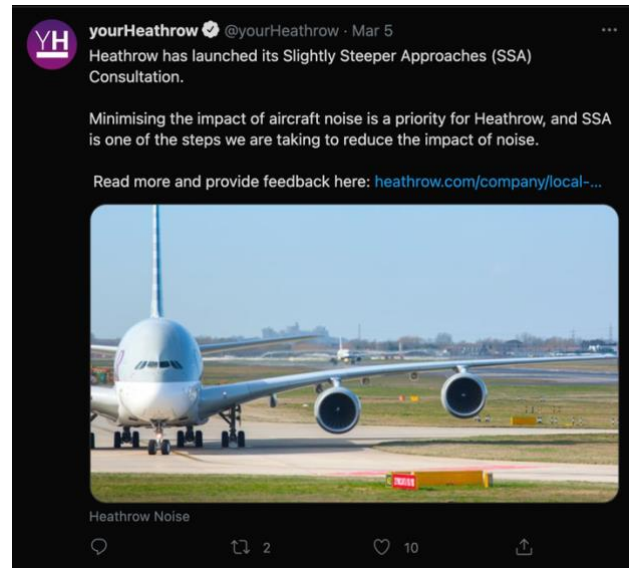 YH
yourHeathrow @yourHeathrow · Mar 5
Heathrow has launched its Slightly Steeper Approaches (SSA)
Consultation.
Minimising the impact of aircraft noise is a priority for Heathrow, and SSA
is one of the steps we are taking to reduce the impact of noise.
Read more and provide feedback here: heathrow.com/company/local-...
Heathrow Noise
2
10